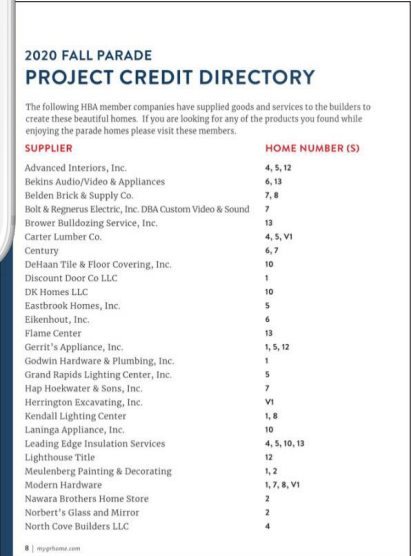 2020 FALL PARADE
PROJECT CREDIT DIRECTORY
The following HBA member companies have supplied goods and services to the builders to
create these beautiful homes. If you are looking for any of the products you found while
enjoying the parade homes please visit these members.
SUPPLIER HOME NUMBER (S)
Advanced Interiors, Inc. 4, 5, 12
Bekins Audio/Video & Appliances 6, 13
Belden Brick & Supply Co. 7, 8
Bolt & Regnerus Electric, Inc. DBA Custom Video & Sound 7
Brower Bulldozing Service, Inc. 13
Carter Lumber Co. 4, 5, V1
Century 6, 7
DeHaan Tile & Floor Covering, Inc. 10
Discount Door Co LLC 1
DK Homes LLC 10
Eastbrook Homes, Inc. 5
Eikenhout, Inc. 6
Flame Center 13
Gerrit's Appliance, Inc. 1, 5, 12
Godwin Hardware & Plumbing, Inc. 1
Grand Rapids Lighting Center, Inc. 5
Hap Hoekwater & Sons, Inc. 7
Herrington Excavating, Inc. V1
Kendall Lighting Center 1, 8
Laninga Appliance, Inc. 10
Leading Edge Insulation Services 4, 5, 10, 13
Lighthouse Title 12
Meulenberg Painting & Decorating 1, 2
Modern Hardware 1, 7, 8, V1
Nawara Brothers Home Store 2
Norbert's Glass and Mirror 2
North Cove Builders LLC 4
8 | mygrhome.com